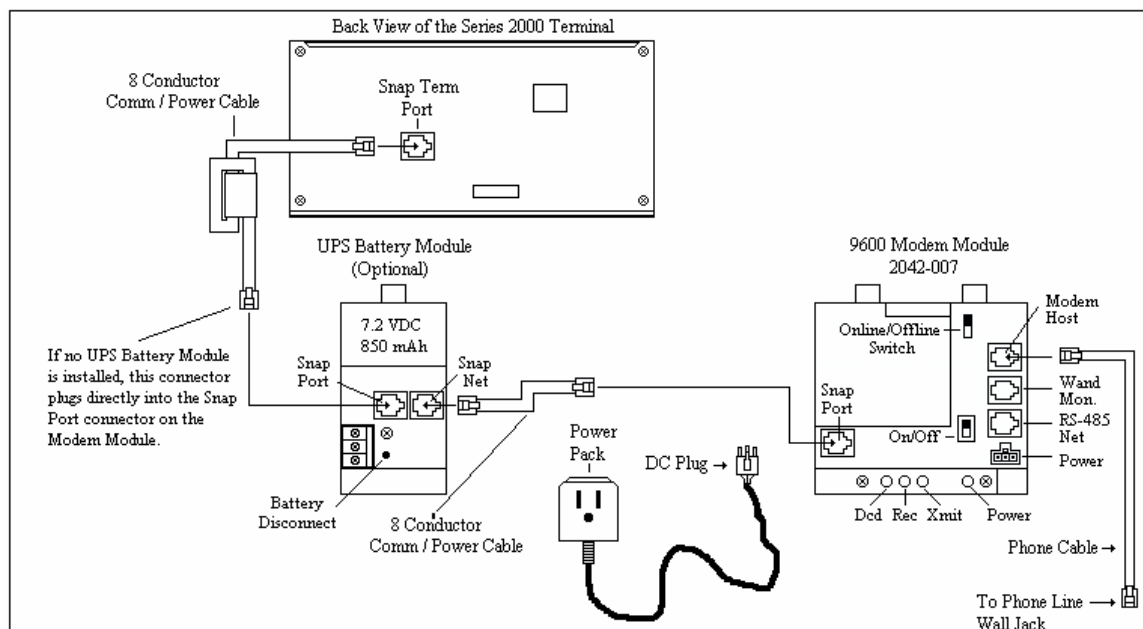 Back View of the Series 2000 Terminal
8 Conductor
Comm / Power Cable
Snap Term
Port
UPS Battery Module
(Optional)
7.2 VDC
850 mAh
Snap
Port
Snap
Net
If no UPS Battery Module
is installed, this connector
plugs directly into the Snap
Port connector on the
Modem Module.
Battery
Disconnect
8 Conductor
Comm / Power Cable
Power
Pack
DC Plug
9600 Modem Module
2042-007
Online/Offline
Switch
Modem
Host
Wand
Mon.
RS-485
Net
Power
Snap
Port
On/Off
Dcd Rec Xmit Power
Phone Cable
To Phone Line
Wall Jack